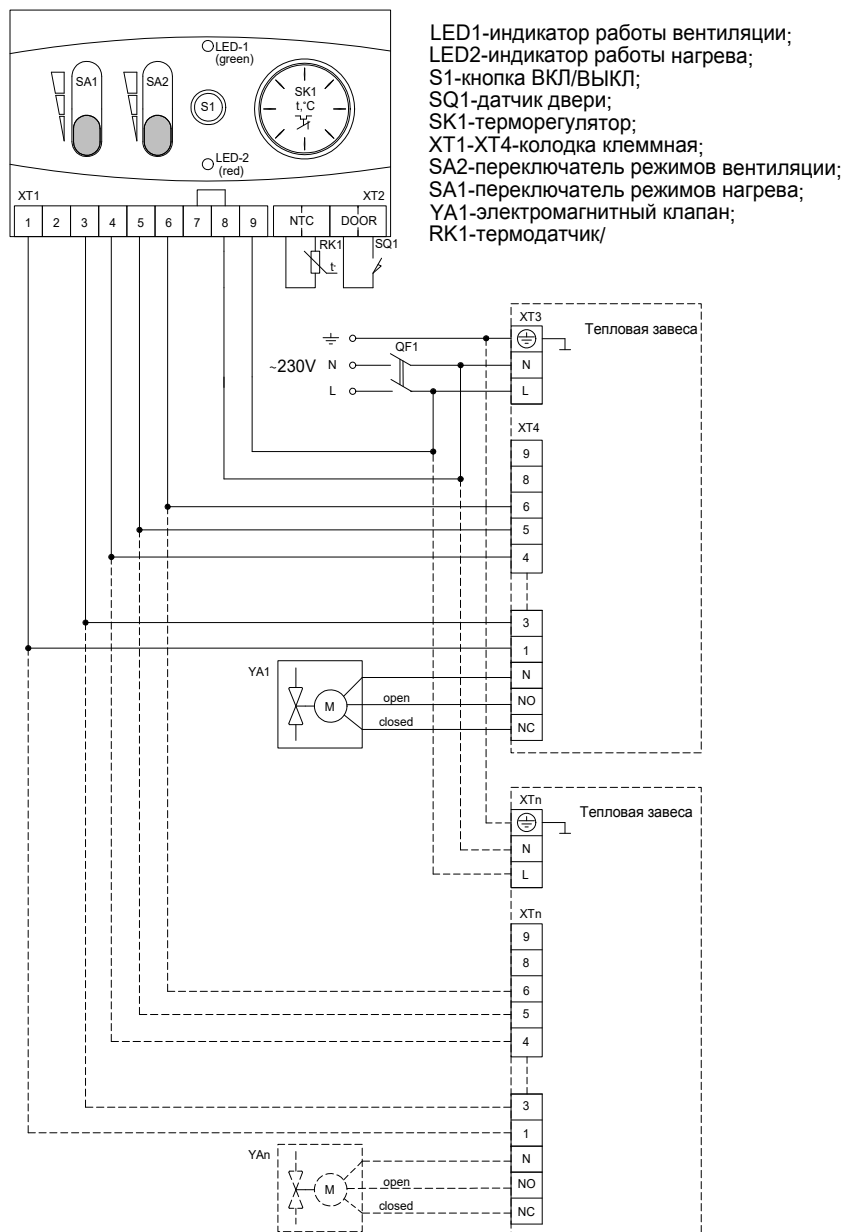 LED-1
(green)
SA1
SA2
S1
SK1
t,°C
LED-2
(red)
XT1
XT2
1 2 3 4 5 6 7 8 9 NTC DOOR
RK1
t·
SQ1
LED1-индикатор работы вентиляции;
LED2-индикатор работы нагрева;
S1-кнопка ВКЛ/ВЫКЛ;
SQ1-датчик двери;
SK1-терморегулятор;
XT1-XT4-колодка клеммная;
SA2-переключатель режимов вентиляции;
SA1-переключатель режимов нагрева;
YA1-электромагнитный клапан;
RK1-термодатчик/
~230V
N
L
QF1
XT3
Тепловая завеса
N
L
XT4
9
8
6
5
4
3
1
N
NO
NC
YA1
M
open
closed
XTn
Тепловая завеса
N
L
XTn
9
8
6
5
4
3
1
N
NO
NC
YAn
M
open
closed